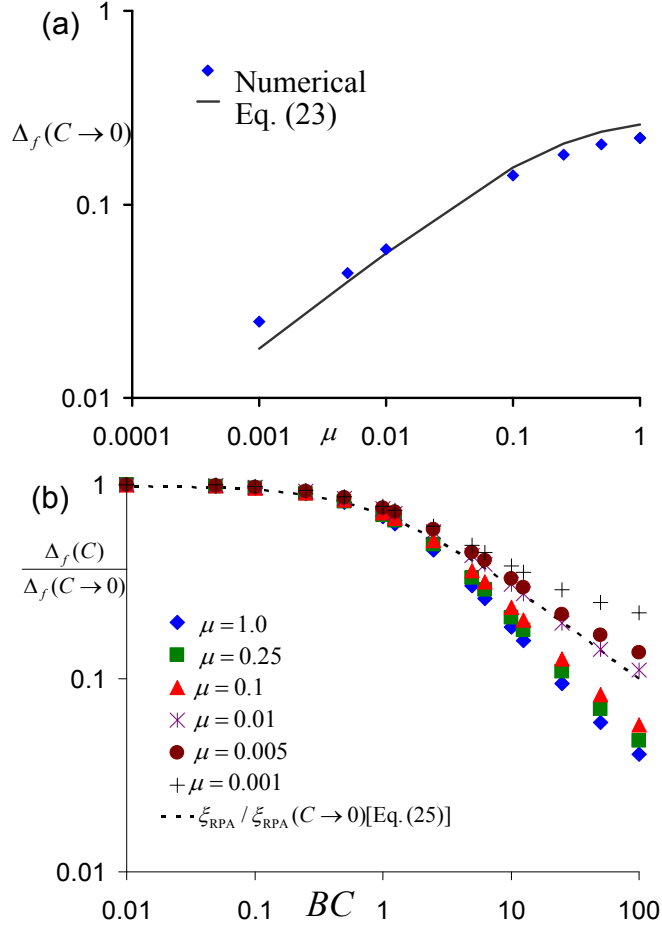 (a)
1
Numerical
Eq. (23)
Δ_f (C → 0)
0.1
0.01
0.0001 0.001 μ 0.01 0.1 1
(b)
1
Δ_f (C)
Δ_f (C → 0)
μ = 1.0
μ = 0.25
0.1
μ = 0.1
μ = 0.01
μ = 0.005
μ = 0.001
ξ_RPA / ξ_RPA (C → 0)[Eq. (25)]
0.01
0.01 0.1 BC 1 10 100